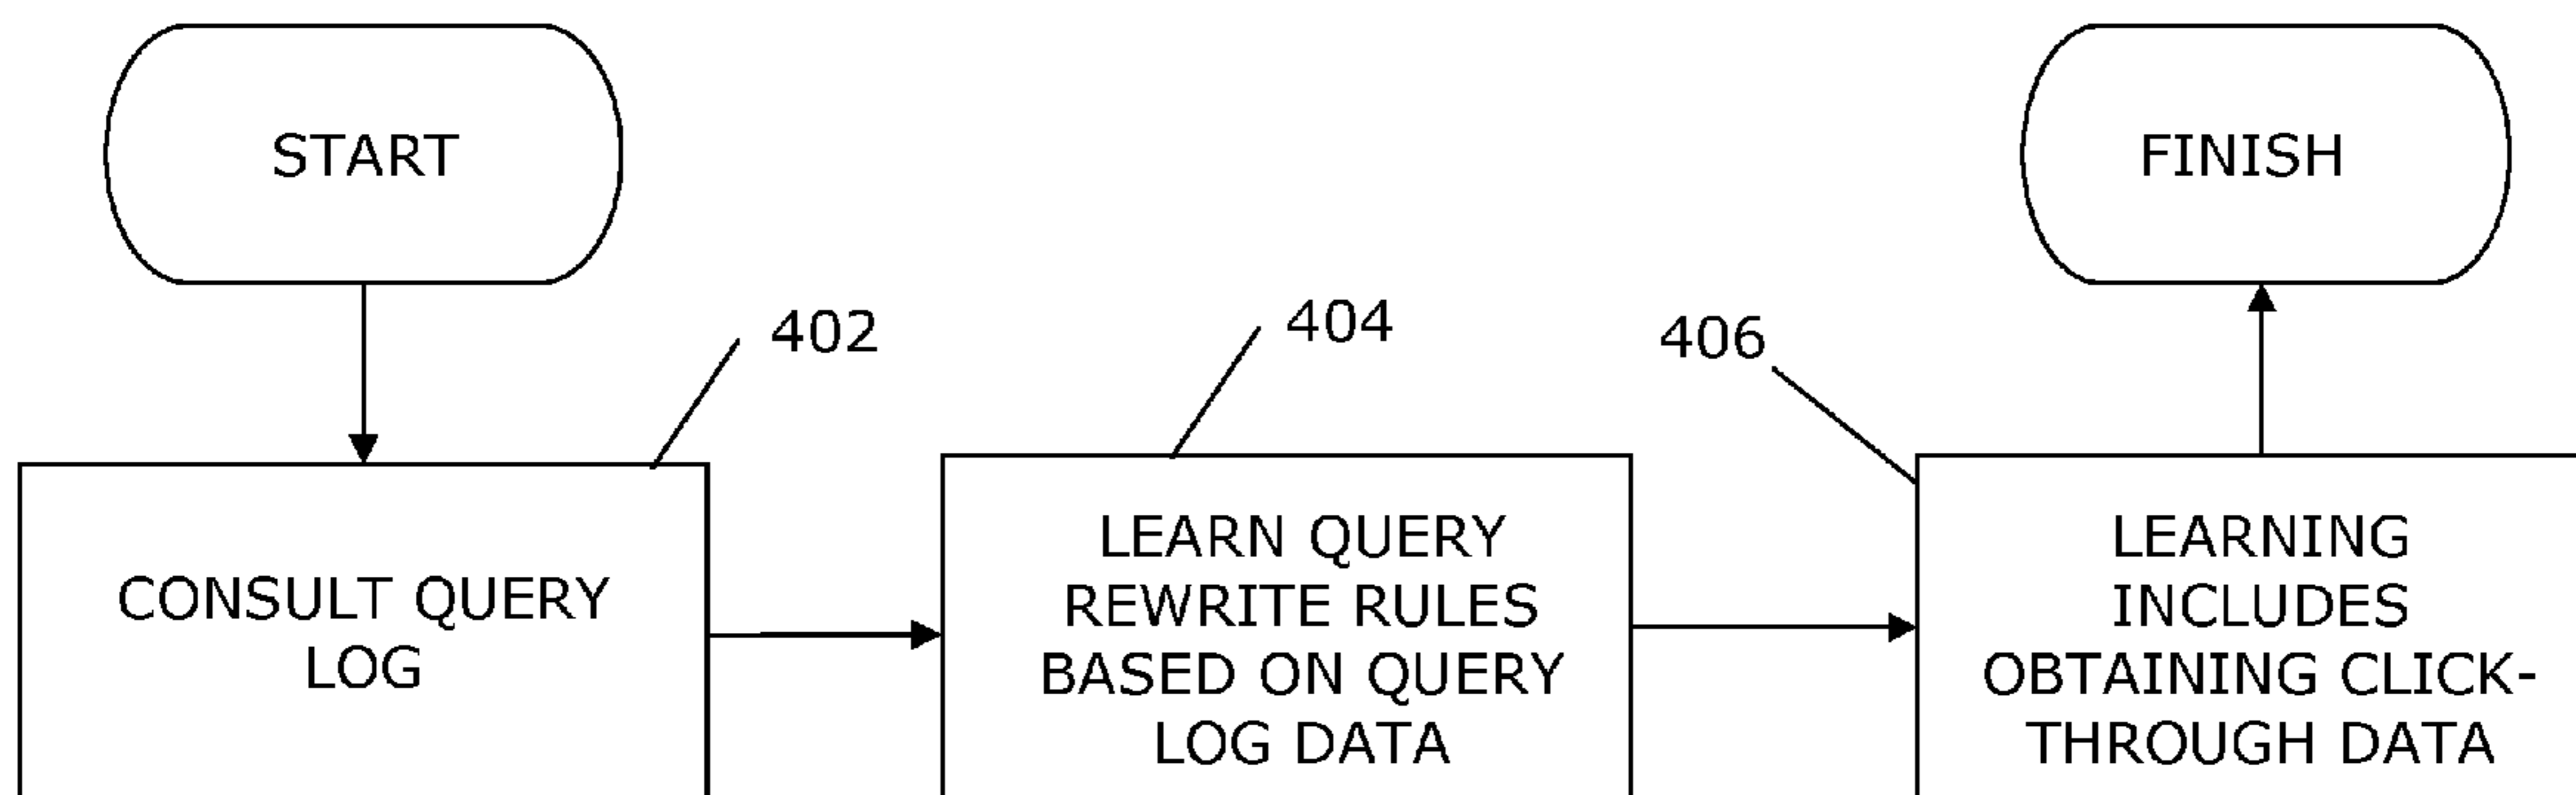 START
FINISH
402
404
406
CONSULT QUERY
LOG
LEARN QUERY
REWRITE RULES
BASED ON QUERY
LOG DATA
LEARNING
INCLUDES
OBTAINING CLICK-
THROUGH DATA